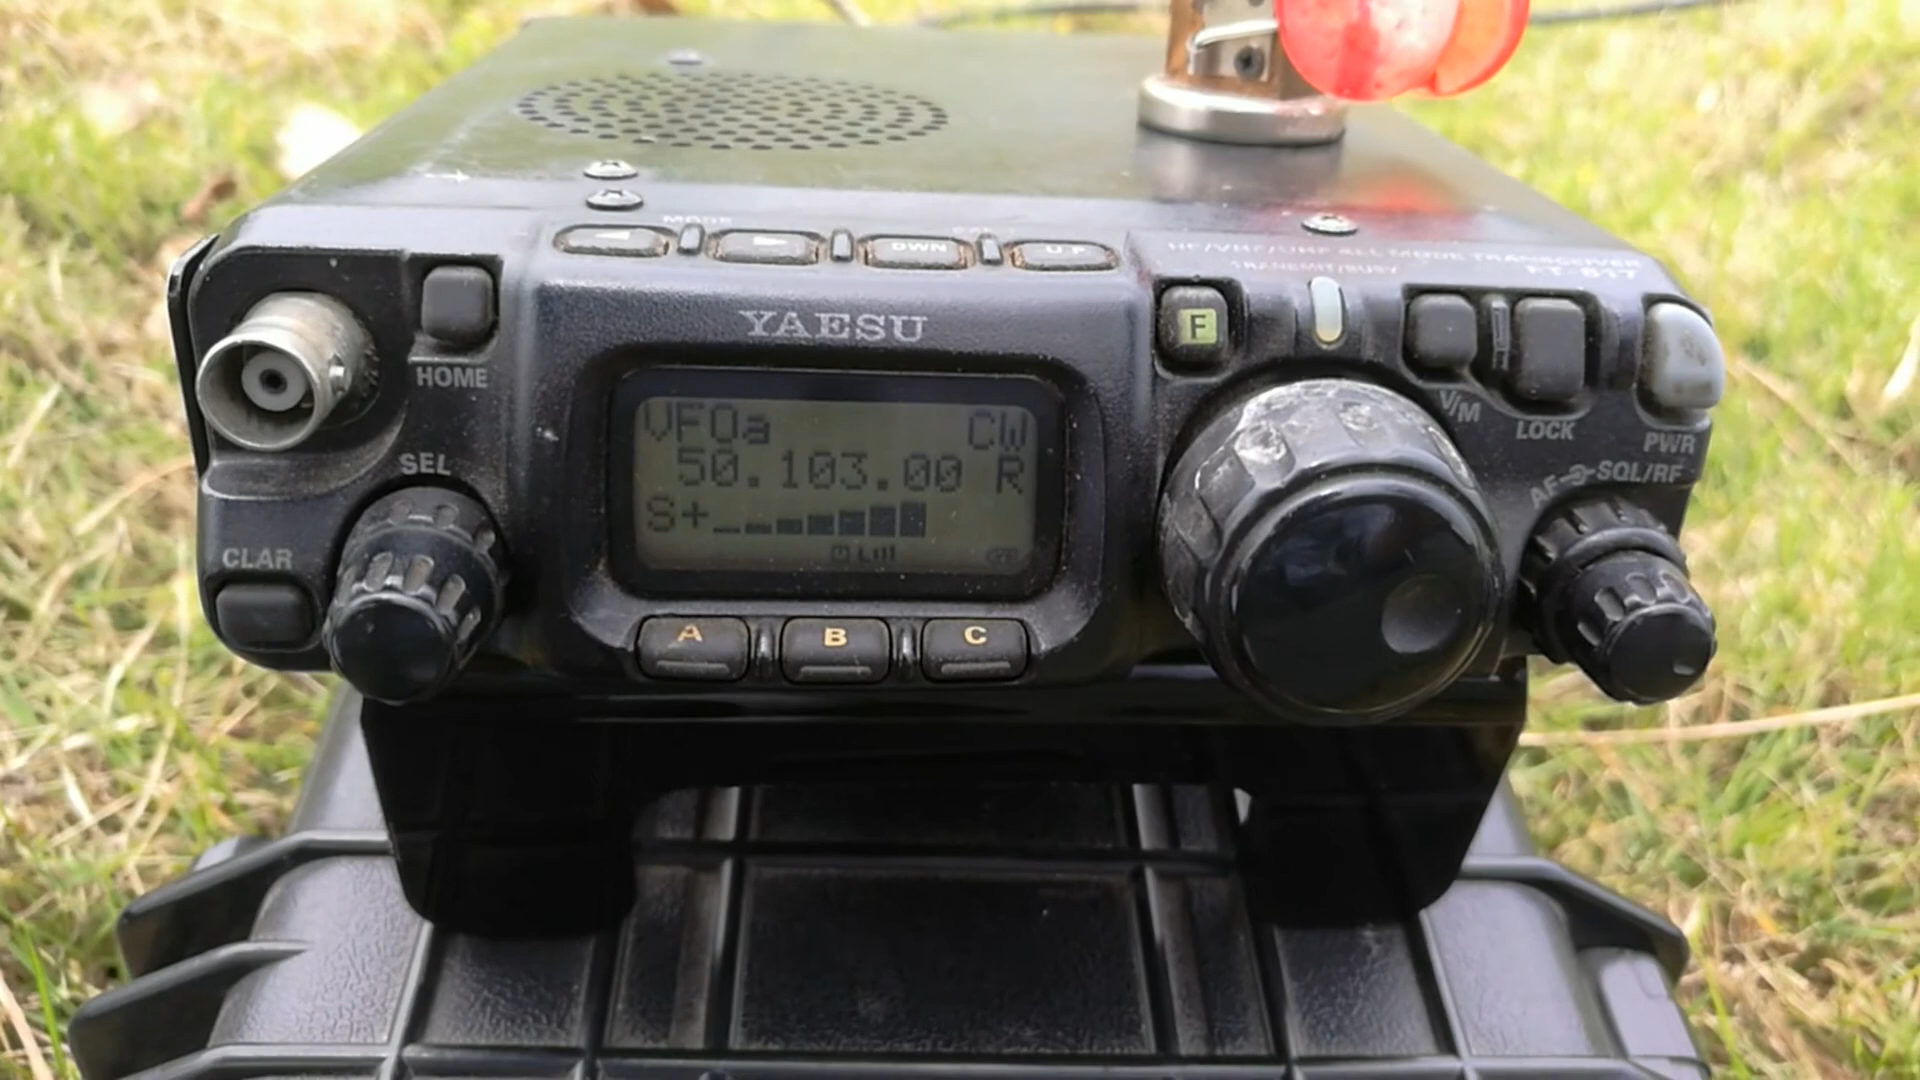 MODE
DWN
UP
HF/VHF/UHF ALL MODE TRANSCEIVER
FT-817
TRANSMIT/BUSY
YAESU
F
HOME
V/M
LOCK
PWR
VFOa CW
50.103.00 R
S+
SEL
AF SQL/RF
CLAR
A B C